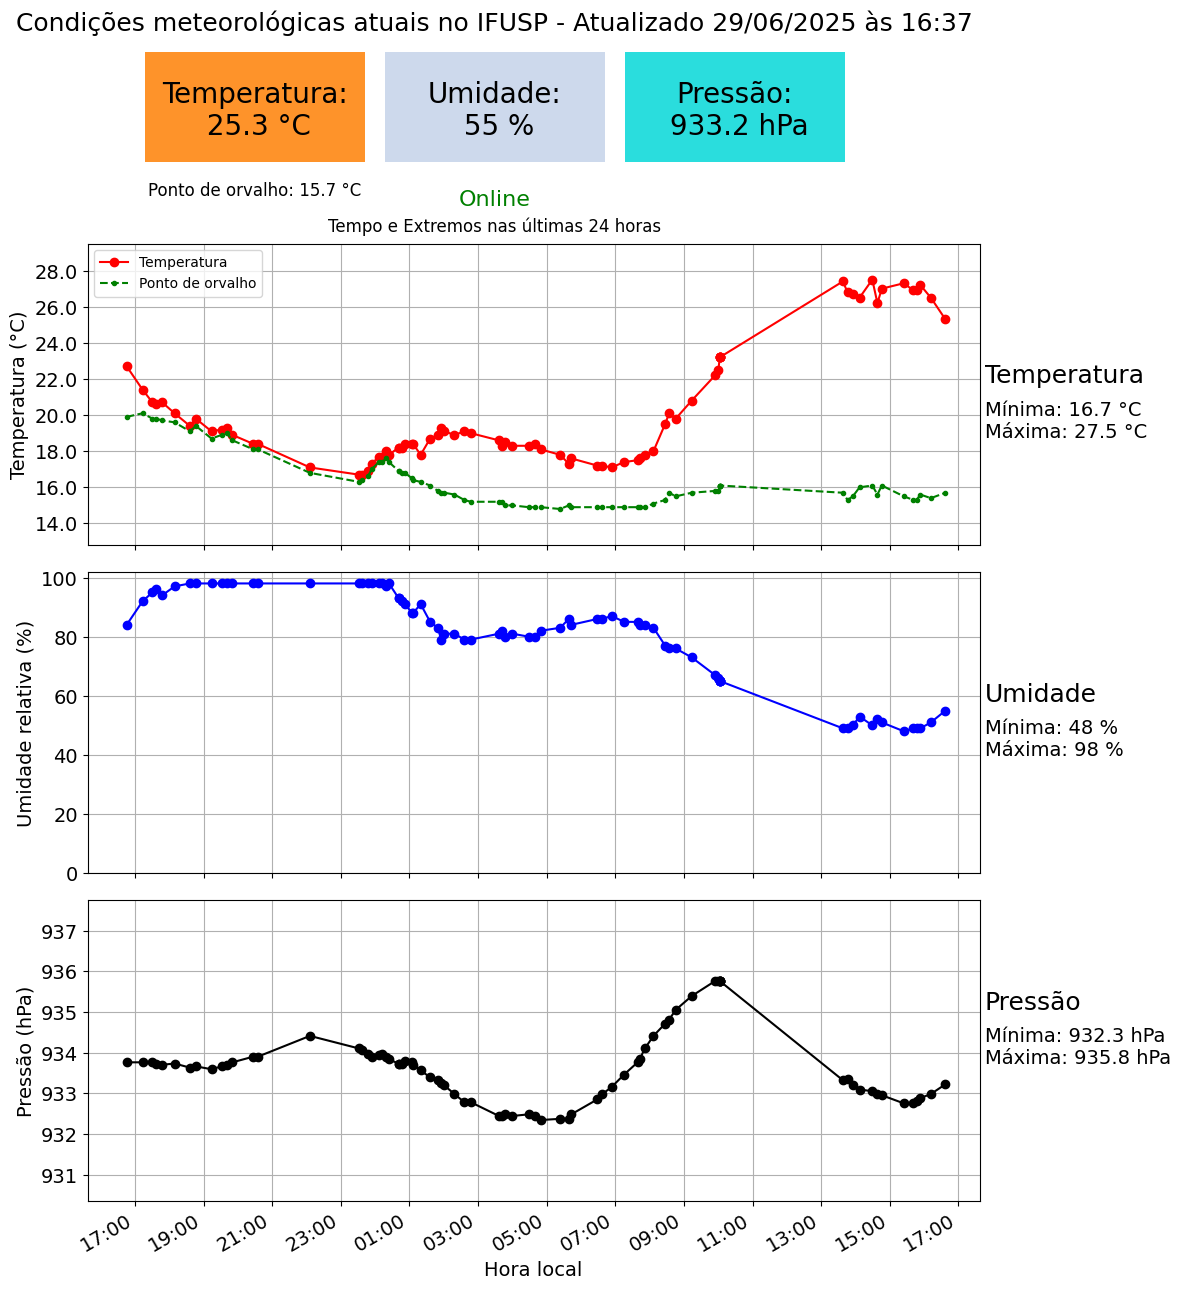 Condições meteorológicas atuais no IFUSP - Atualizado 29/06/2025 às 16:37
Temperatura:
25.3 °C
Umidade:
55 %
Pressão:
933.2 hPa
Ponto de orvalho: 15.7 °C
Online
Tempo e Extremos nas últimas 24 horas
Temperatura
Ponto de orvalho
Temperatura (°C)
28.0
26.0
24.0
22.0
20.0
18.0
16.0
14.0
Temperatura
Mínima: 16.7 °C
Máxima: 27.5 °C
Umidade relativa (%)
100
80
60
40
20
0
Umidade
Mínima: 48 %
Máxima: 98 %
Pressão (hPa)
937
936
935
934
933
932
931
Pressão
Mínima: 932.3 hPa
Máxima: 935.8 hPa
17:00
19:00
21:00
23:00
01:00
03:00
05:00
07:00
09:00
11:00
13:00
15:00
17:00
Hora local